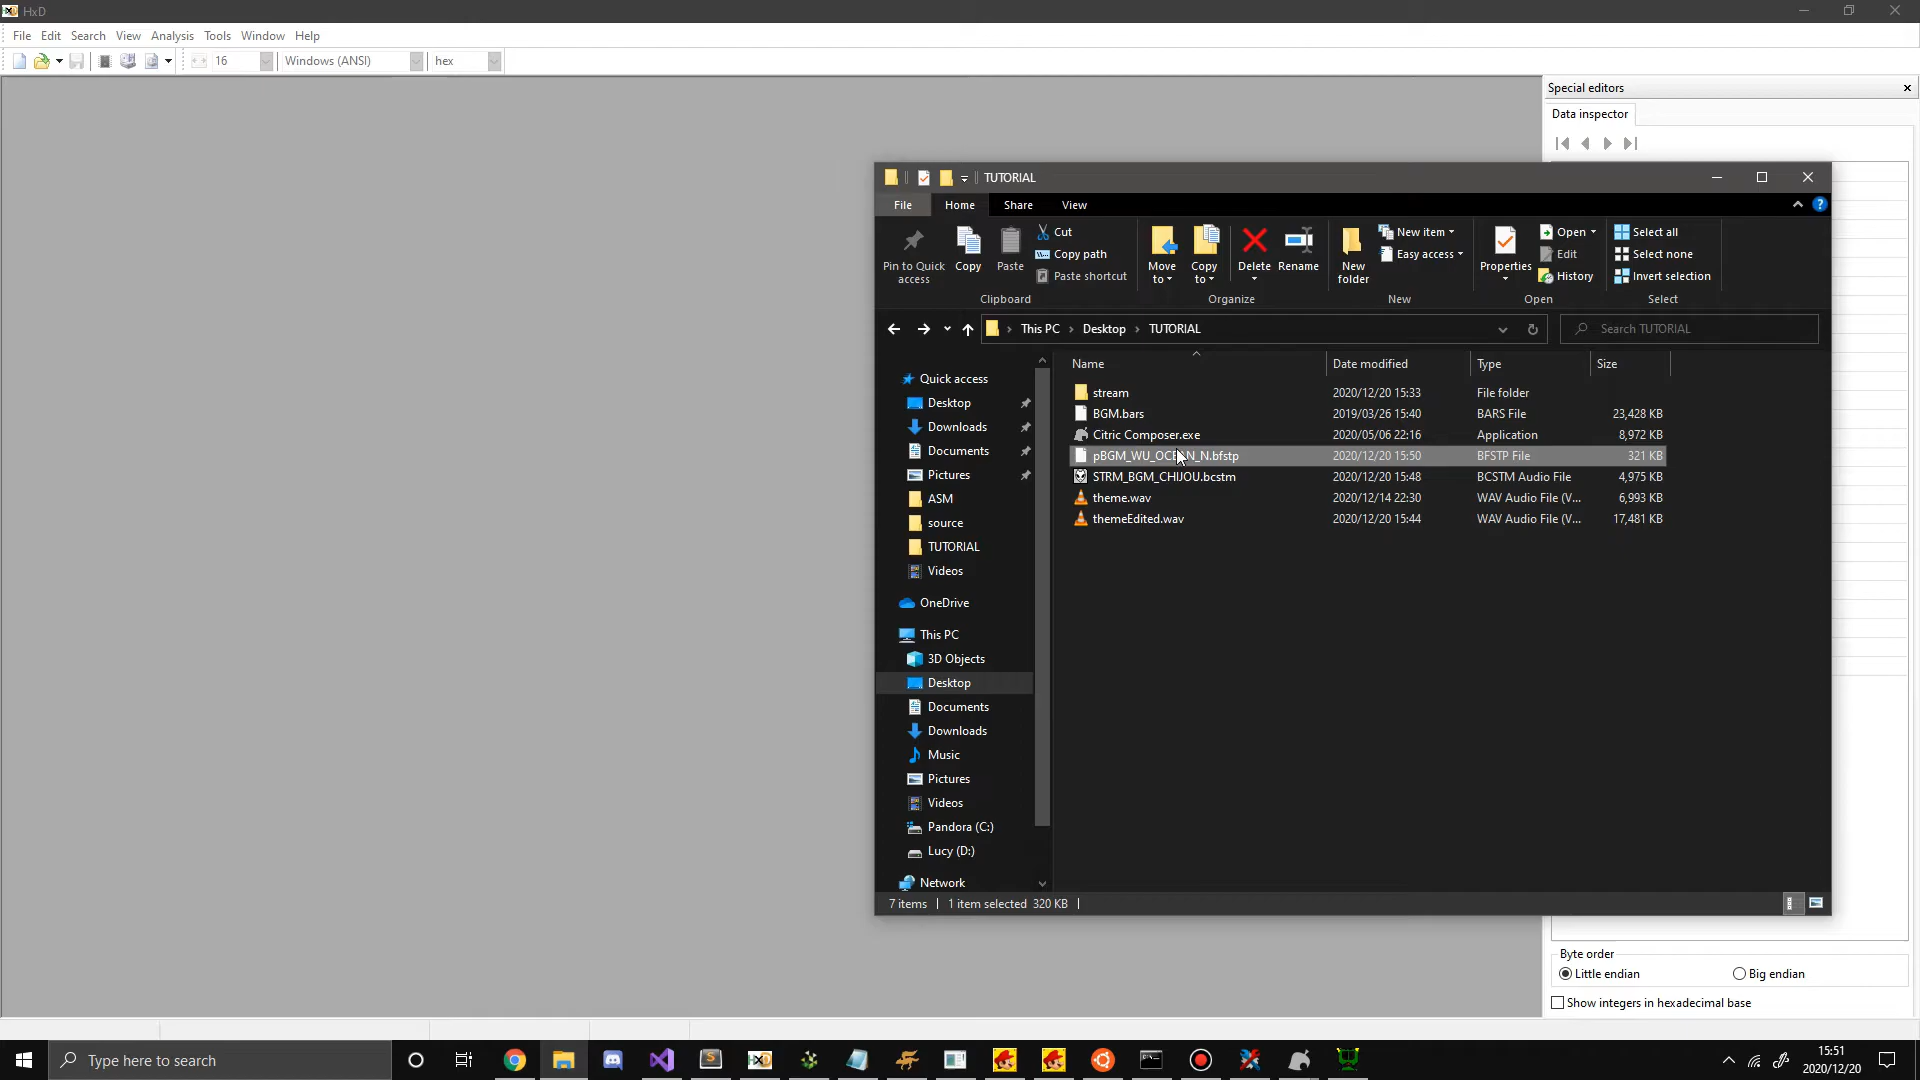 HxD
File Edit Search View Analysis Tools Window Help
16 Windows (ANSI) hex
Special editors
Data inspector
TUTORIAL
File Home Share View
Pin to Quick access
Copy
Paste
Cut
Copy path
Paste shortcut
Clipboard
Move to
Copy to
Delete
Rename
Organize
New folder
New item
Easy access
New
Properties
Open
Edit
History
Open
Select all
Select none
Invert selection
Select
This PC Desktop TUTORIAL
Search TUTORIAL
Name Date modified Type Size
stream 2020/12/20 15:33 File folder
BGM.bars 2019/03/26 15:40 BARS File 23,428 KB
Citric Composer.exe 2020/05/06 22:16 Application 8,972 KB
pBGM_WU_OCEAN_N.bfstp 2020/12/20 15:50 BFSTP File 321 KB
STRM_BGM_CHIJOU.bcstm 2020/12/20 15:48 BCSTM Audio File 4,975 KB
theme.wav 2020/12/14 22:30 WAV Audio File (V... 6,993 KB
themeEdited.wav 2020/12/20 15:44 WAV Audio File (V... 17,481 KB
Quick access
Desktop
Downloads
Documents
Pictures
ASM
source
TUTORIAL
Videos
OneDrive
This PC
3D Objects
Desktop
Documents
Downloads
Music
Pictures
Videos
Pandora (C:)
Lucy (D:)
Network
7 items 1 item selected 320 KB
Byte order
Little endian Big endian
Show integers in hexadecimal base
Type here to search
15:51
2020/12/20